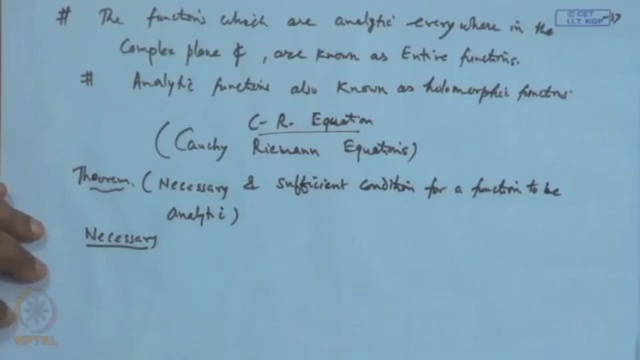 # The functions which are analytic everywhere in the
Complex plane ₵, are known as Entire functions.
# Analytic functions also known as holomorphic functions.
C-R. Equation
(Cauchy Riemann Equations)
Theorem. (Necessary & sufficient condition for a function to be
analytic)
Necessary
© CET
I.I.T. KGP
NPTEL